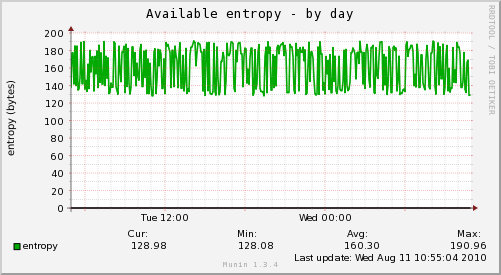 Available entropy - by day
RRDTOOL / TOBI OETIKER
entropy (bytes)
200
180
160
140
120
100
80
60
40
20
0
Tue 12:00 Wed 00:00
Cur: Min: Avg: Max:
entropy 128.98 128.08 160.30 190.96
Last update: Wed Aug 11 10:55:04 2010
Munin 1.3.4